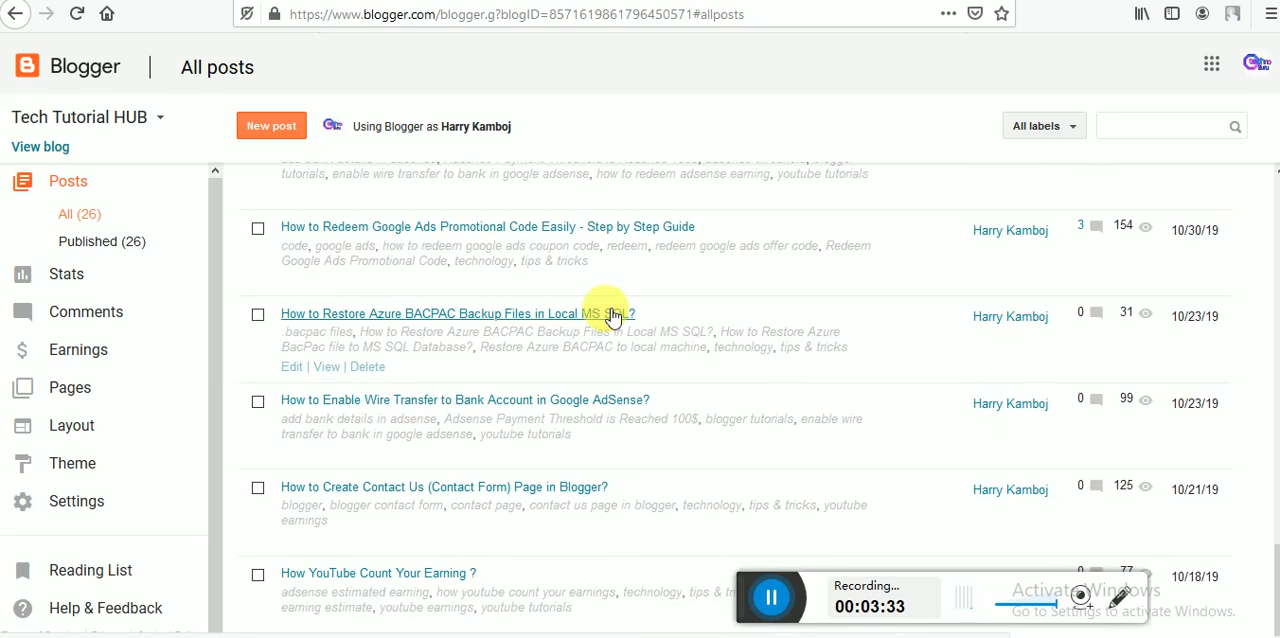 https://www.blogger.com/blogger.g?blogID=8571619861796450571#allposts
Blogger
All posts
Tech Tutorial HUB
View blog
New post
Using Blogger as Harry Kamboj
All labels
Posts
All (26)
Published (26)
Stats
Comments
Earnings
Pages
Layout
Theme
Settings
Reading List
Help & Feedback
tutorials, enable wire transfer to bank in google adsense, how to redeem adsense earning, youtube tutorials
How to Redeem Google Ads Promotional Code Easily - Step by Step Guide
code, google ads, how to redeem google ads coupon code, redeem, redeem google ads offer code, Redeem
Google Ads Promotional Code, technology, tips & tricks
Harry Kamboj
3
154
10/30/19
How to Restore Azure BACPAC Backup Files in Local MS SQL?
.bacpac files, How to Restore Azure BACPAC Backup Files in Local MS SQL?, How to Restore Azure
BacPac file to MS SQL Database?, Restore Azure BACPAC to local machine, technology, tips & tricks
Edit | View | Delete
Harry Kamboj
0
31
10/23/19
How to Enable Wire Transfer to Bank Account in Google AdSense?
add bank details in adsense, Adsense Payment Threshold is Reached 100$, blogger tutorials, enable wire
transfer to bank in google adsense, youtube tutorials
Harry Kamboj
0
99
10/23/19
How to Create Contact Us (Contact Form) Page in Blogger?
blogger, blogger contact form, contact page, contact us page in blogger, technology, tips & tricks, youtube
earnings
Harry Kamboj
0
125
10/21/19
How YouTube Count Your Earning ?
adsense estimated earning, how youtube count your earnings, technology, tips &
earning estimate, youtube earnings, youtube tutorials
10/18/19
Recording...
00:03:33
Activate Windows
Go to Settings to activate Windows.